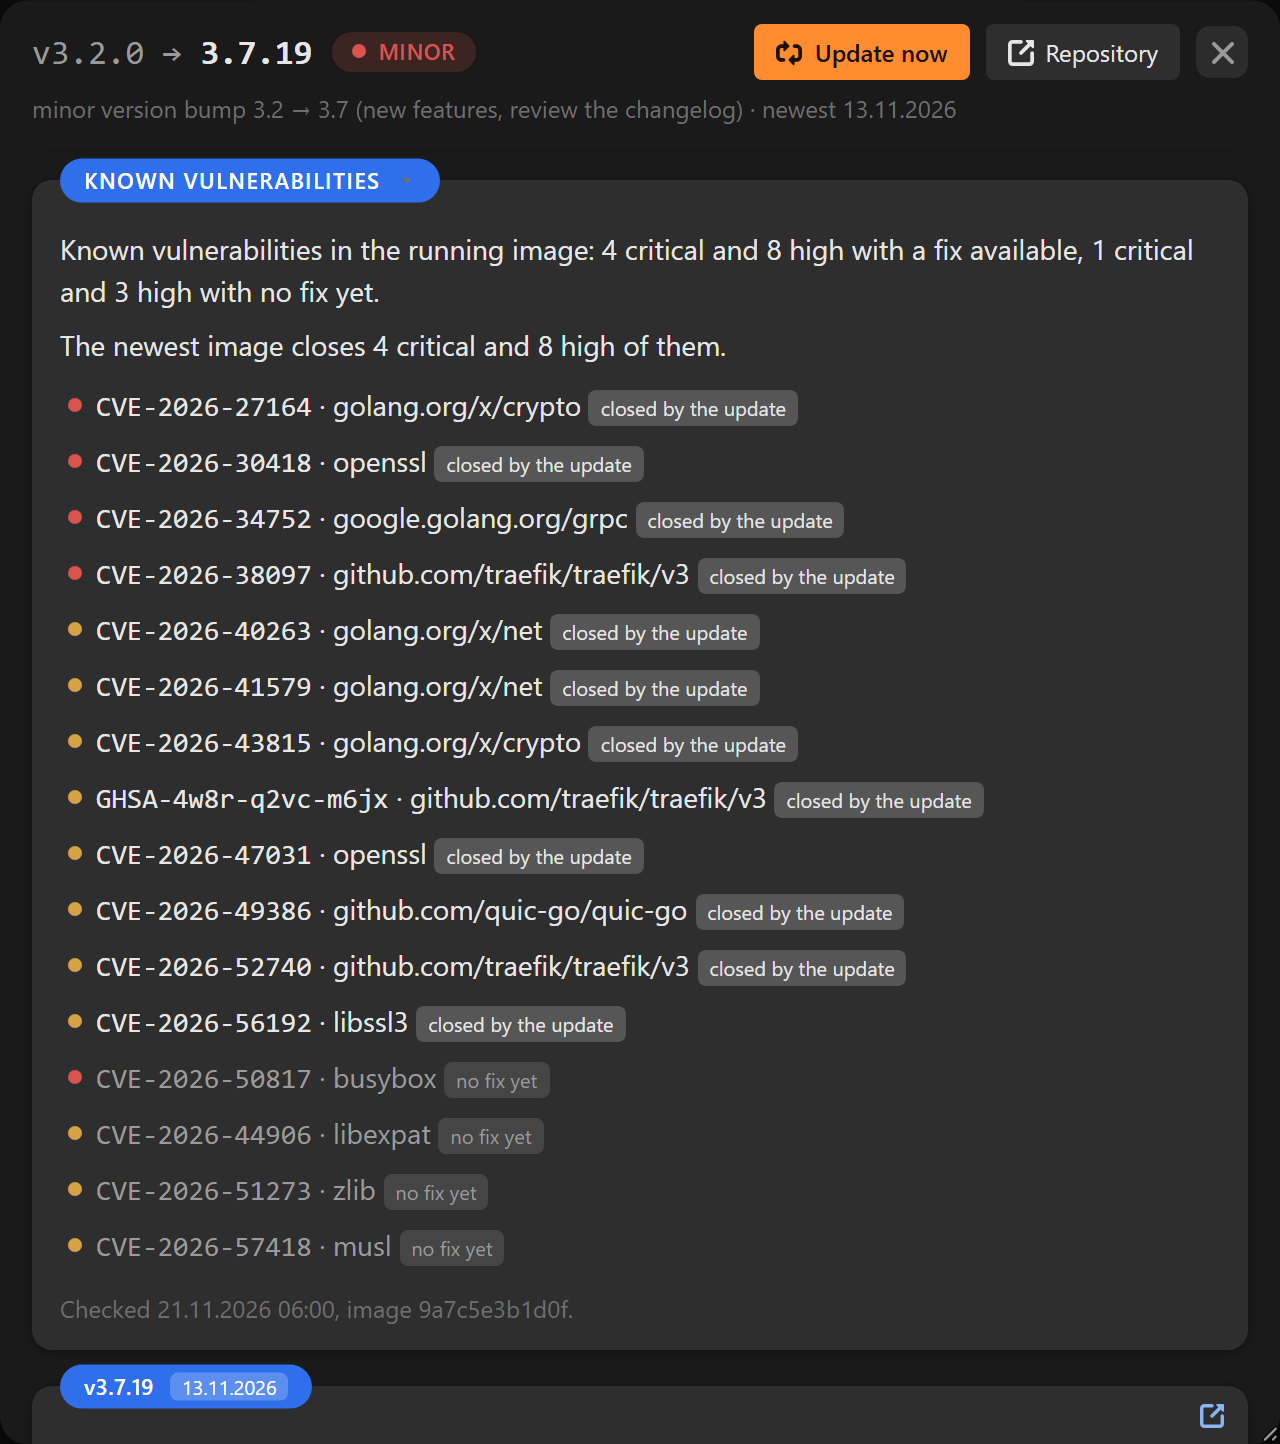 v3.2.0 → 3.7.19 MINOR Update now Repository
minor version bump 3.2 → 3.7 (new features, review the changelog) · newest 13.11.2026
KNOWN VULNERABILITIES
Known vulnerabilities in the running image: 4 critical and 8 high with a fix available, 1 critical
and 3 high with no fix yet.
The newest image closes 4 critical and 8 high of them.
CVE-2026-27164 · golang.org/x/crypto closed by the update
CVE-2026-30418 · openssl closed by the update
CVE-2026-34752 · google.golang.org/grpc closed by the update
CVE-2026-38097 · github.com/traefik/traefik/v3 closed by the update
CVE-2026-40263 · golang.org/x/net closed by the update
CVE-2026-41579 · golang.org/x/net closed by the update
CVE-2026-43815 · golang.org/x/crypto closed by the update
GHSA-4w8r-q2vc-m6jx · github.com/traefik/traefik/v3 closed by the update
CVE-2026-47031 · openssl closed by the update
CVE-2026-49386 · github.com/quic-go/quic-go closed by the update
CVE-2026-52740 · github.com/traefik/traefik/v3 closed by the update
CVE-2026-56192 · libssl3 closed by the update
CVE-2026-50817 · busybox no fix yet
CVE-2026-44906 · libexpat no fix yet
CVE-2026-51273 · zlib no fix yet
CVE-2026-57418 · musl no fix yet
Checked 21.11.2026 06:00, image 9a7c5e3b1d0f.
v3.7.19 13.11.2026